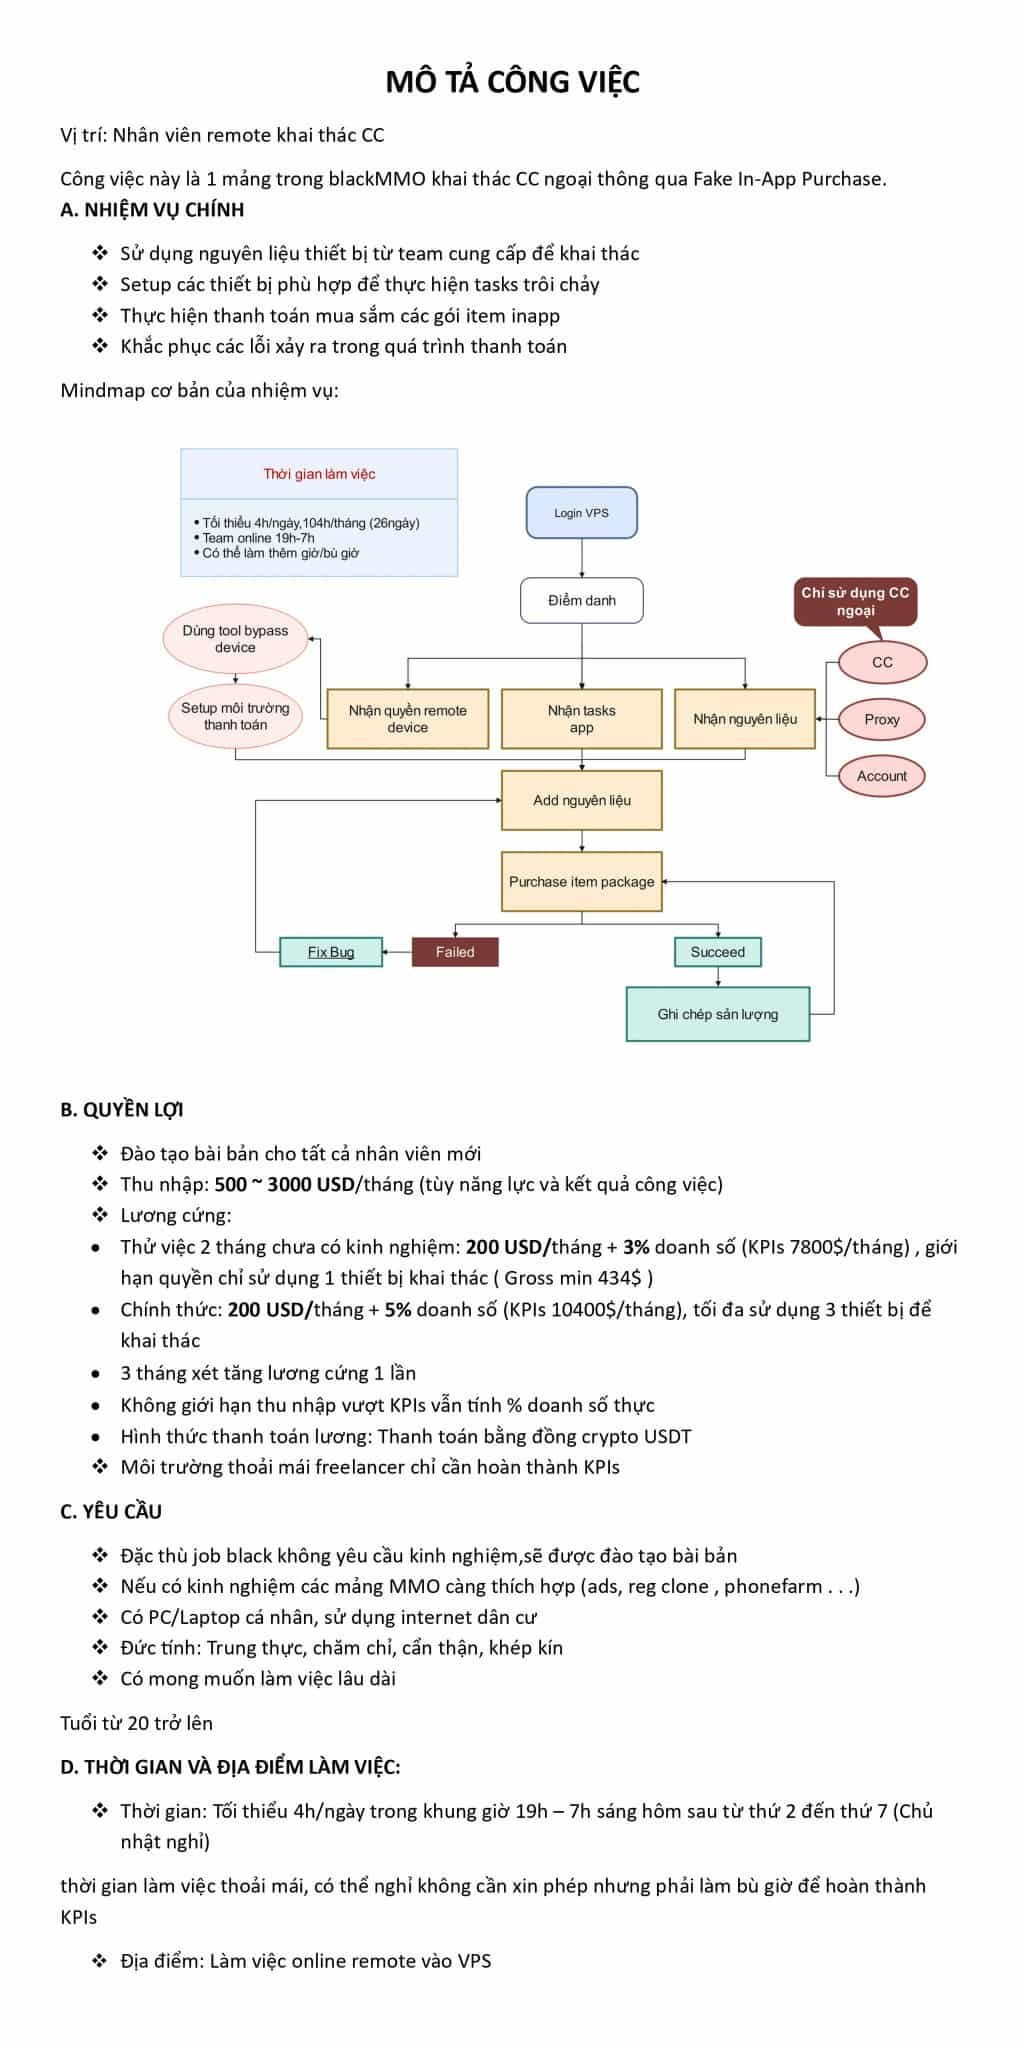 MÔ TẢ CÔNG VIỆC
Vị trí: Nhân viên remote khai thác CC
Công việc này là 1 mảng trong blackMMO khai thác CC ngoại thông qua Fake In-App Purchase.
A. NHIỆM VỤ CHÍNH
❖ Sử dụng nguyên liệu thiết bị từ team cung cấp để khai thác
❖ Setup các thiết bị phù hợp để thực hiện tasks trôi chảy
❖ Thực hiện thanh toán mua sắm các gói item inapp
❖ Khắc phục các lỗi xảy ra trong quá trình thanh toán
Mindmap cơ bản của nhiệm vụ:
Thời gian làm việc
• Tối thiểu 4h/ngày,104h/tháng (26ngày)
• Team online 19h-7h
• Có thể làm thêm giờ/bù giờ
Login VPS
Điểm danh
Chỉ sử dụng CC
ngoại
Dùng tool bypass
device
CC
Setup môi trường
thanh toán
Nhận quyền remote
device
Nhận tasks
app
Nhận nguyên liệu
Proxy
Account
Add nguyên liệu
Purchase item package
Fix Bug
Failed
Succeed
Ghi chép sản lượng
B. QUYỀN LỢI
❖ Đào tạo bài bản cho tất cả nhân viên mới
❖ Thu nhập: 500 ~ 3000 USD/tháng (tùy năng lực và kết quả công việc)
❖ Lương cứng:
• Thử việc 2 tháng chưa có kinh nghiệm: 200 USD/tháng + 3% doanh số (KPIs 7800$/tháng) , giới
hạn quyền chỉ sử dụng 1 thiết bị khai thác ( Gross min 434$ )
• Chính thức: 200 USD/tháng + 5% doanh số (KPIs 10400$/tháng), tối đa sử dụng 3 thiết bị để
khai thác
• 3 tháng xét tăng lương cứng 1 lần
• Không giới hạn thu nhập vượt KPIs vẫn tính % doanh số thực
• Hình thức thanh toán lương: Thanh toán bằng đồng crypto USDT
❖ Môi trường thoải mái freelancer chỉ cần hoàn thành KPIs
C. YÊU CẦU
❖ Đặc thù job black không yêu cầu kinh nghiệm,sẽ được đào tạo bài bản
❖ Nếu có kinh nghiệm các mảng MMO càng thích hợp (ads, reg clone , phonefarm . . .)
❖ Có PC/Laptop cá nhân, sử dụng internet dân cư
❖ Đức tính: Trung thực, chăm chỉ, cẩn thận, khép kín
❖ Có mong muốn làm việc lâu dài
Tuổi từ 20 trở lên
D. THỜI GIAN VÀ ĐỊA ĐIỂM LÀM VIỆC:
❖ Thời gian: Tối thiểu 4h/ngày trong khung giờ 19h – 7h sáng hôm sau từ thứ 2 đến thứ 7 (Chủ
nhật nghỉ)
thời gian làm việc thoải mái, có thể nghỉ không cần xin phép nhưng phải làm bù giờ để hoàn thành
KPIs
❖ Địa điểm: Làm việc online remote vào VPS